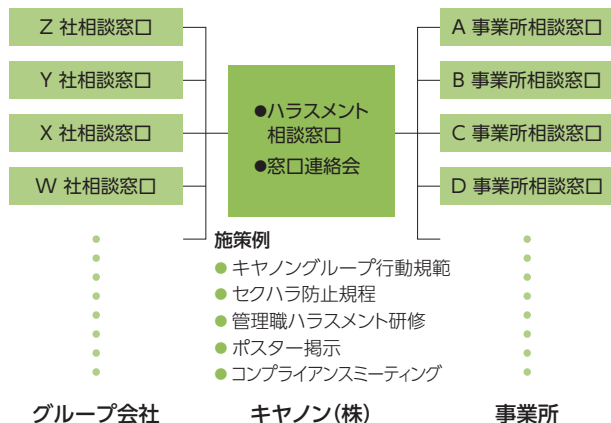 Z 社相談窓口
Y 社相談窓口
X 社相談窓口
W 社相談窓口
グループ会社
●ハラスメント
相談窓口
●窓口連絡会
施策例
● キヤノングループ行動規範
● セクハラ防止規程
● 管理職ハラスメント研修
● ポスター掲示
● コンプライアンスミーティング
キヤノン(株)
A 事業所相談窓口
B 事業所相談窓口
C 事業所相談窓口
D 事業所相談窓口
事業所